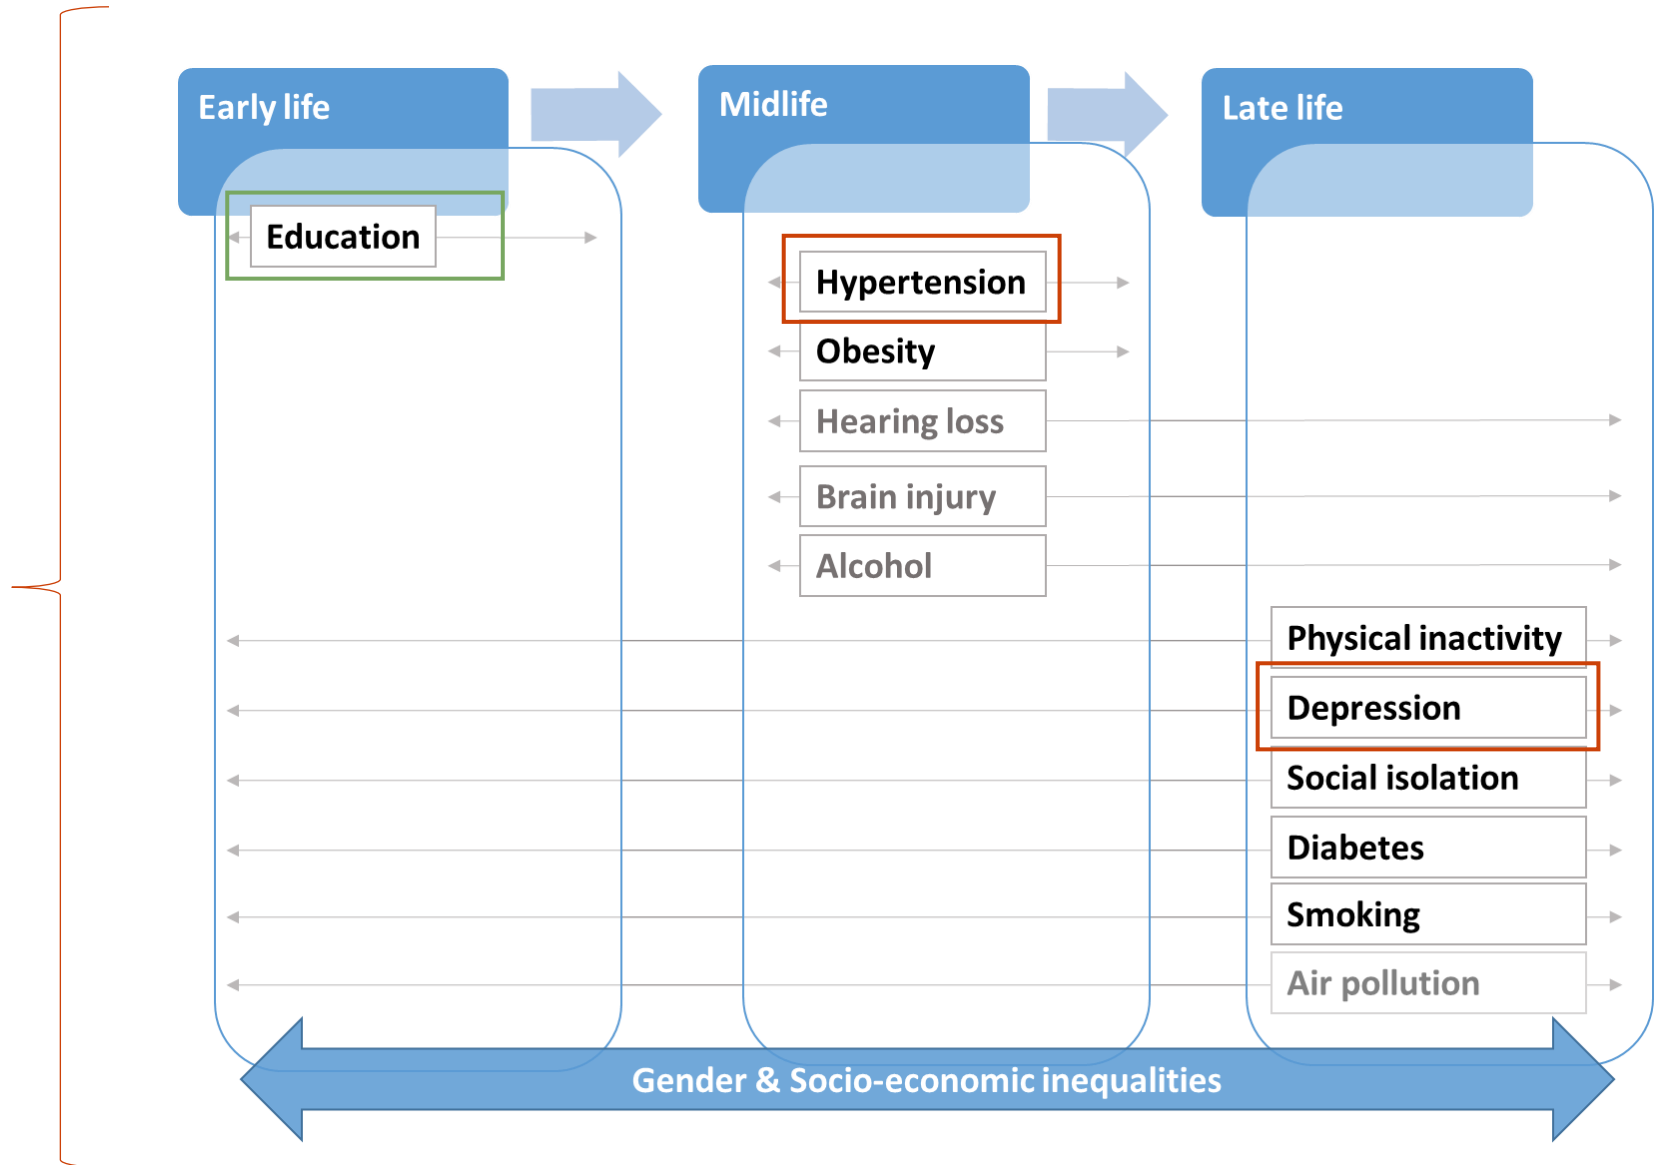 Early life
Midlife
Late life
Education
Hypertension
Obesity
Hearing loss
Brain injury
Alcohol
Physical inactivity
Depression
Social isolation
Diabetes
Smoking
Air pollution
Gender & Socio-economic inequalities